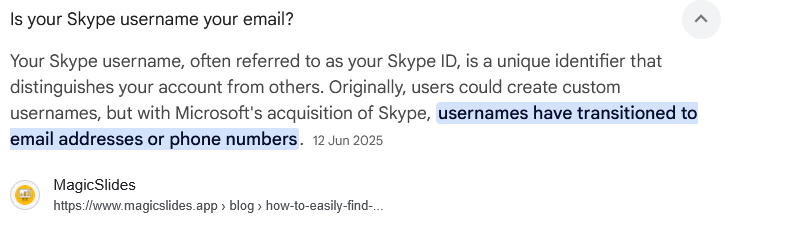 Is your Skype username your email?
Your Skype username, often referred to as your Skype ID, is a unique identifier that
distinguishes your account from others. Originally, users could create custom
usernames, but with Microsoft's acquisition of Skype, usernames have transitioned to
email addresses or phone numbers. 12 Jun 2025
MagicSlides
https://www.magicslides.app › blog › how-to-easily-find-...